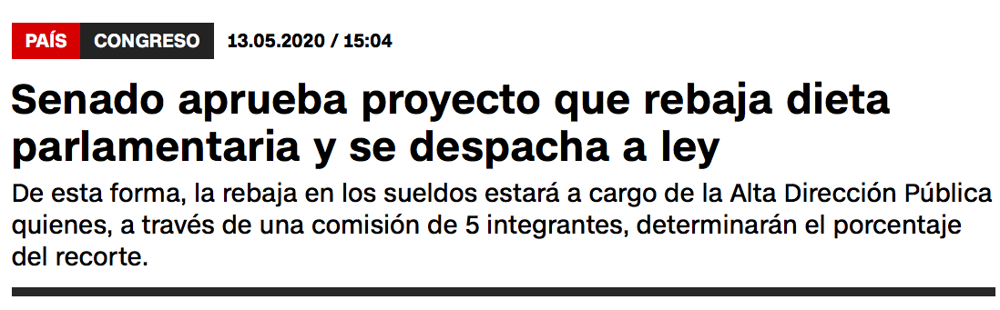 PAÍS CONGRESO 13.05.2020 / 15:04
Senado aprueba proyecto que rebaja dieta
parlamentaria y se despacha a ley
De esta forma, la rebaja en los sueldos estará a cargo de la Alta Dirección Pública
quienes, a través de una comisión de 5 integrantes, determinarán el porcentaje
del recorte.